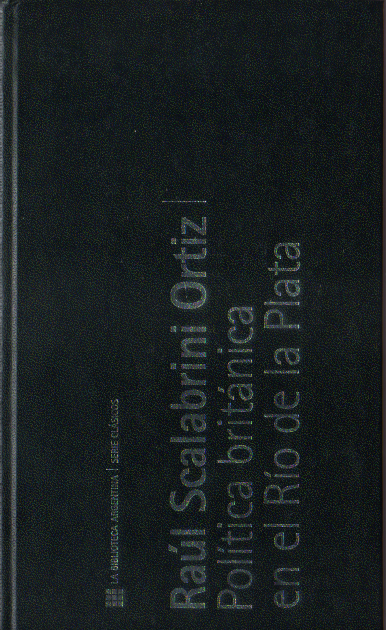 LA BIBLIOTECA ARGENTINA | SERIE CLÁSICOS
Raúl Scalabrini Ortiz |
Política británica
en el Río de la Plata